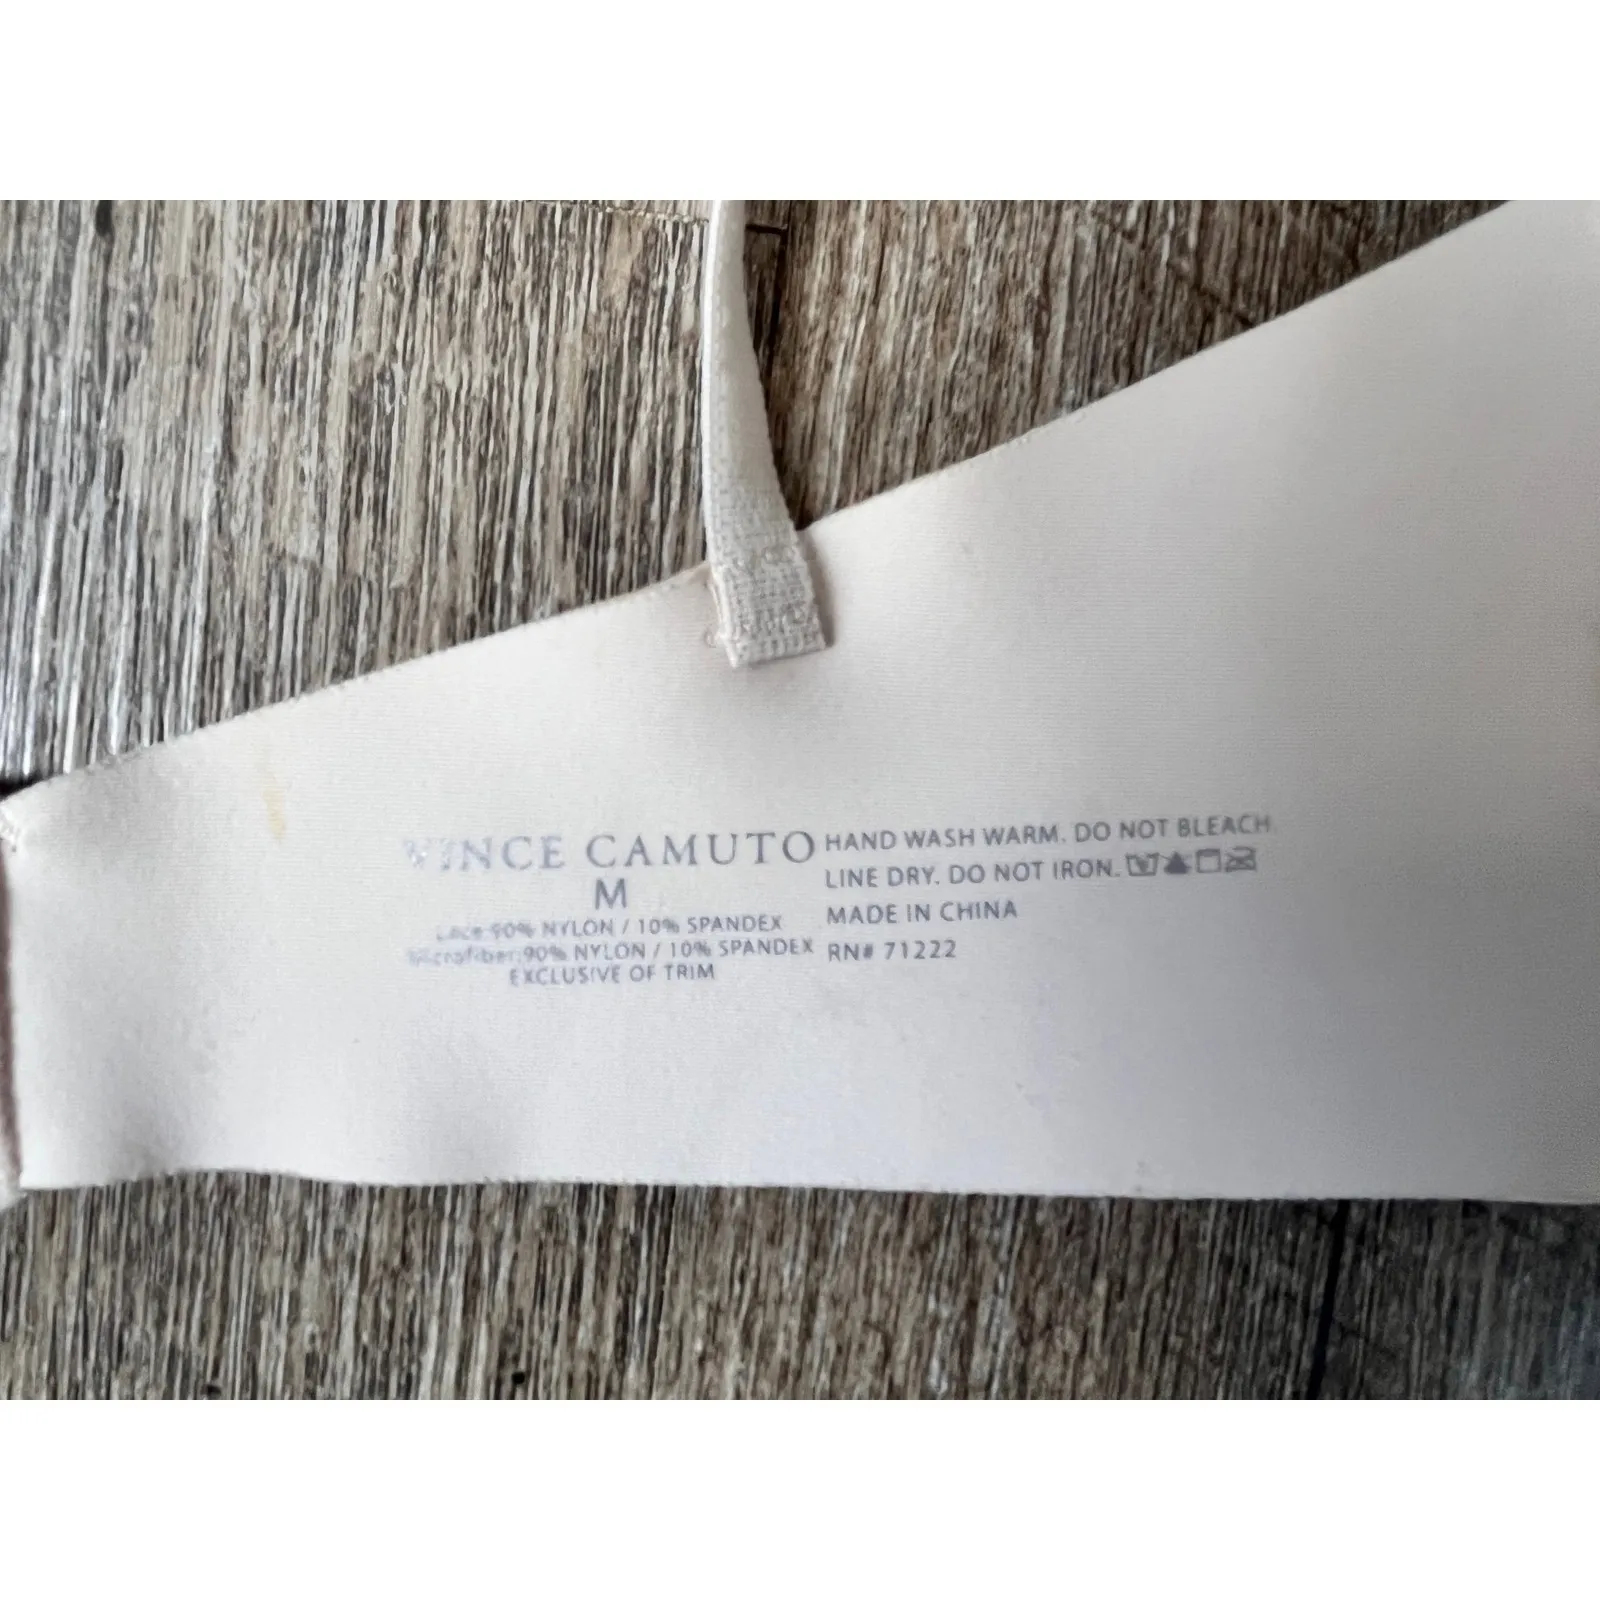 VINCE CAMUTO
M
Lace:90% NYLON / 10% SPANDEX
Microfiber:90% NYLON / 10% SPANDEX
EXCLUSIVE OF TRIM
HAND WASH WARM. DO NOT BLEACH.
LINE DRY. DO NOT IRON.
MADE IN CHINA
RN# 71222